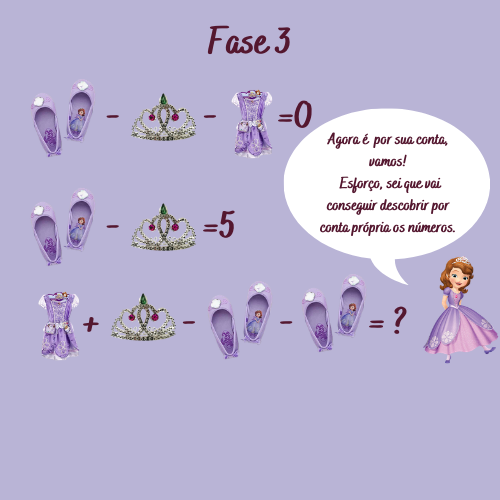 Fase 3
- - =0
Agora é por sua conta,
vamos!
Esforço, sei que vai
conseguir descobrir por
conta própria os números.
- =5
+ - - = ?